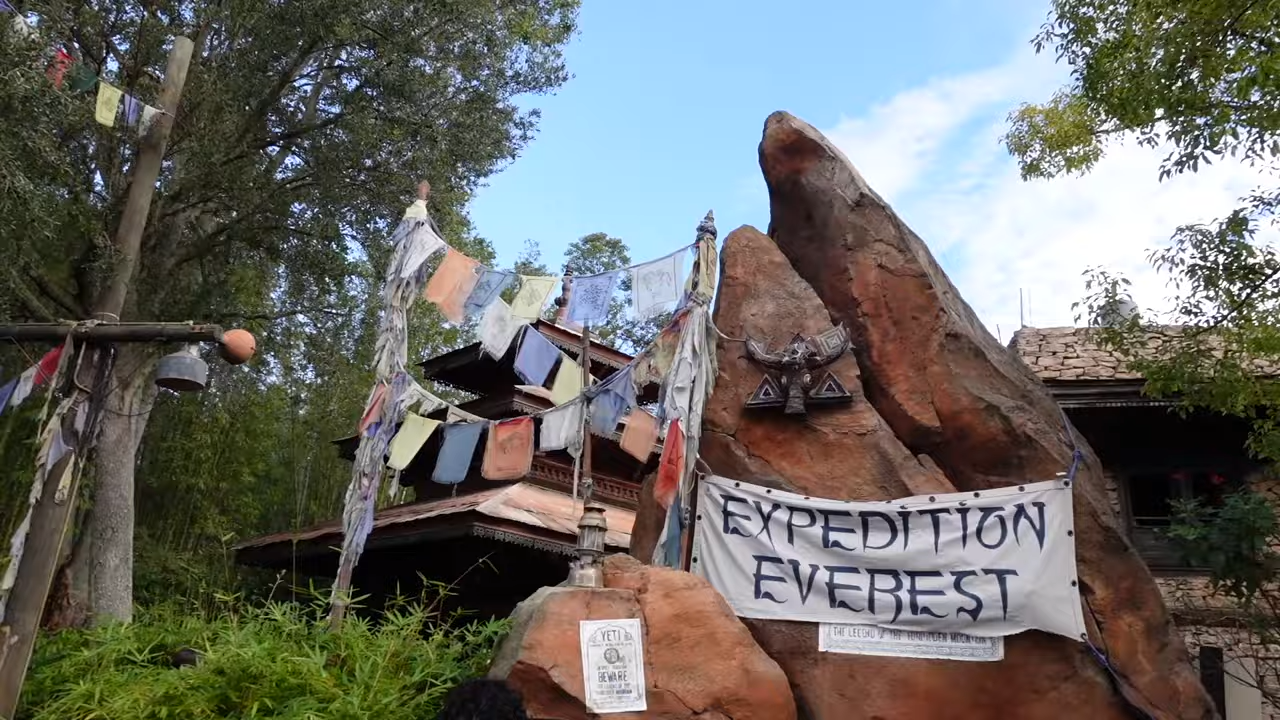 EXPEDITION
EVEREST
THE LEGEND OF THE FORBIDDEN MOUNTAIN
YETI
BEWARE